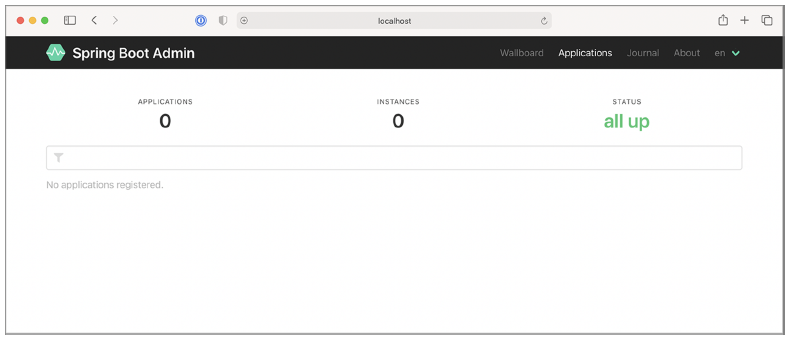 localhost
Spring Boot Admin
Wallboard Applications Journal About en
APPLICATIONS INSTANCES STATUS
0 0 all up
No applications registered.